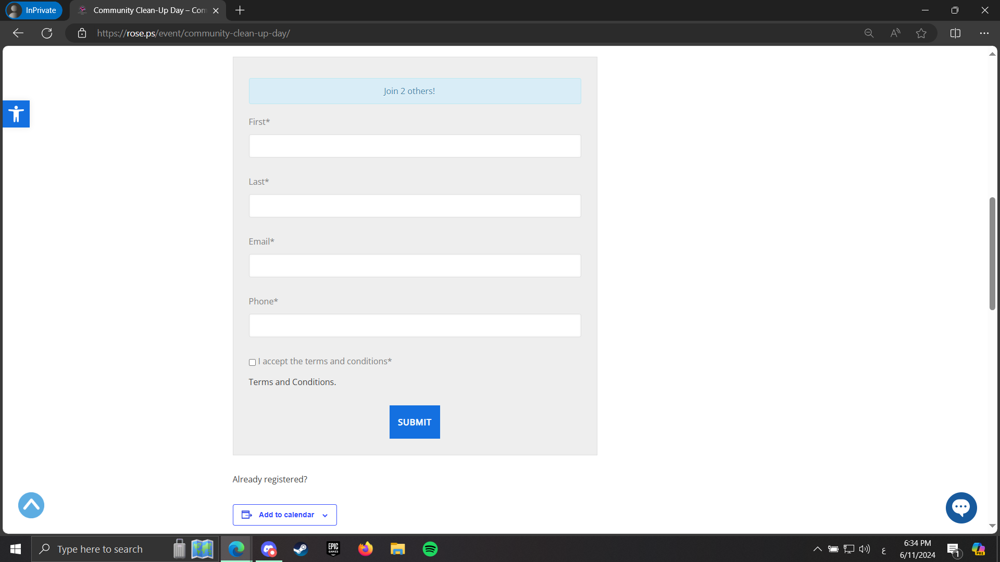 InPrivate
Community Clean-Up Day – Com
https://rose.ps/event/community-clean-up-day/
Join 2 others!
First*
Last*
Email*
Phone*
I accept the terms and conditions*
Terms and Conditions.
SUBMIT
Already registered?
Add to calendar
Type here to search
EPIC
GAMES
ع
6:34 PM
6/11/2024
1
PRE